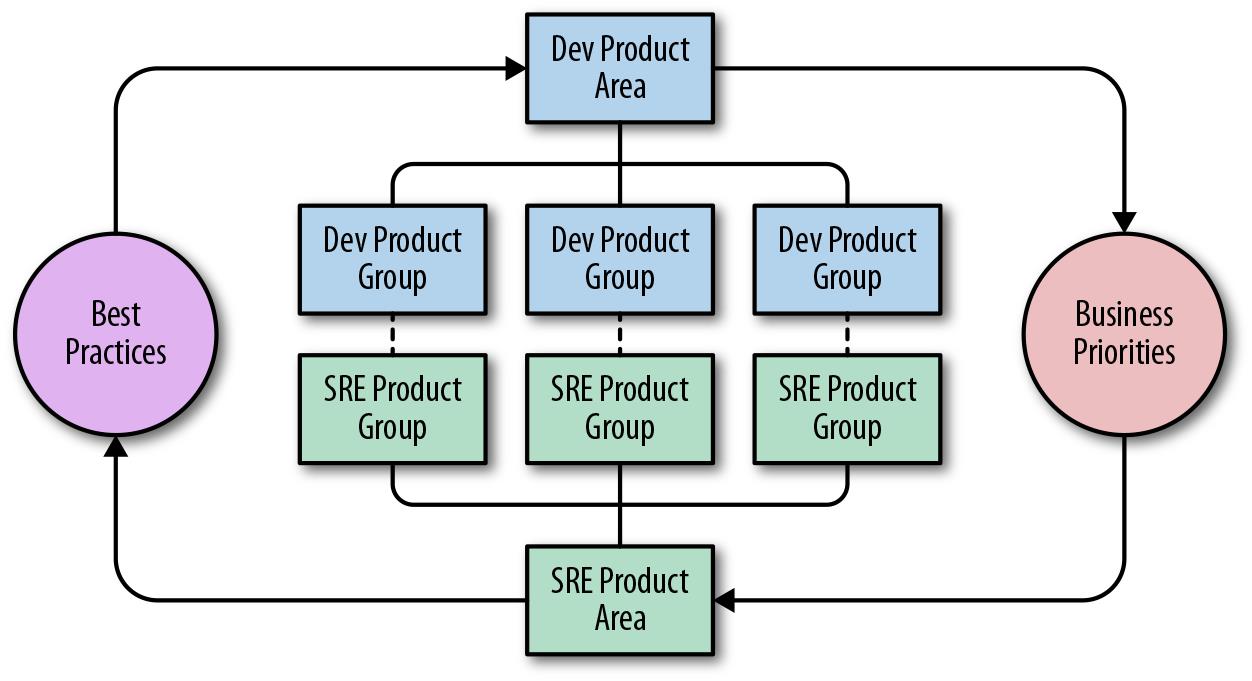 Dev Product
Area
Dev Product
Group
Dev Product
Group
Dev Product
Group
Best
Practices
Business
Priorities
SRE Product
Group
SRE Product
Group
SRE Product
Group
SRE Product
Area